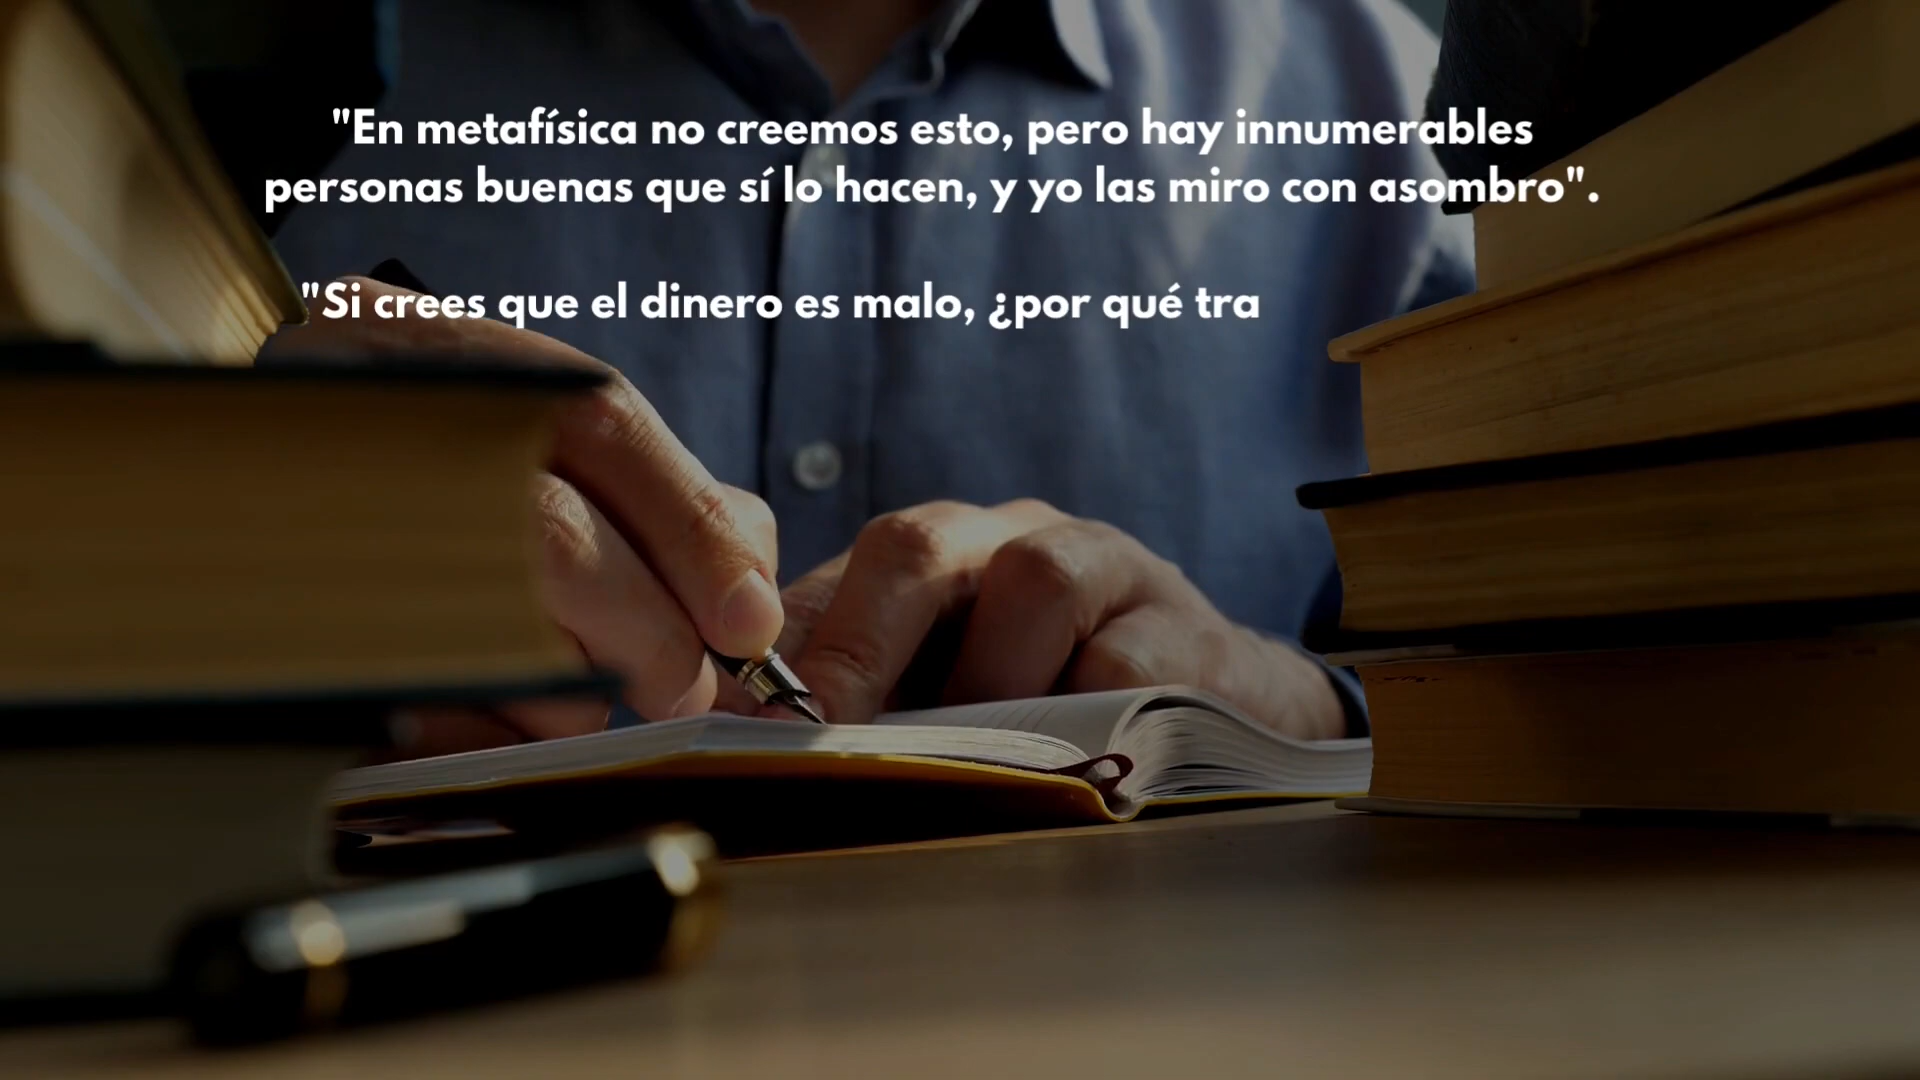 "En metafísica no creemos esto, pero hay innumerables
personas buenas que sí lo hacen, y yo las miro con asombro".
"Si crees que el dinero es malo, ¿por qué tra